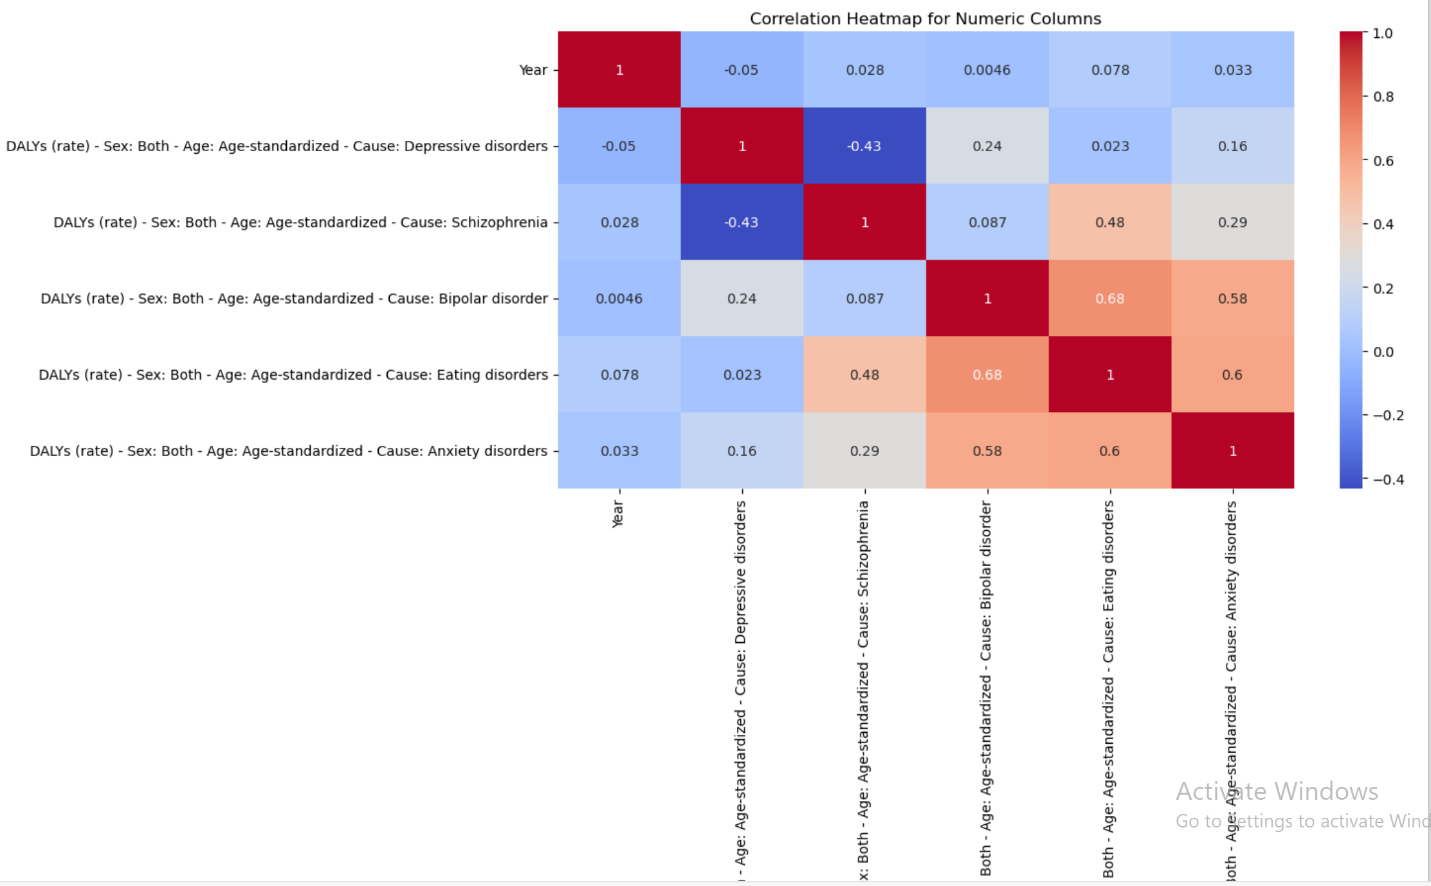 Correlation Heatmap for Numeric Columns
Year 1 -0.05 0.028 0.0046 0.078 0.033
DALYs (rate) - Sex: Both - Age: Age-standardized - Cause: Depressive disorders -0.05 1 -0.43 0.24 0.023 0.16
DALYs (rate) - Sex: Both - Age: Age-standardized - Cause: Schizophrenia 0.028 -0.43 1 0.087 0.48 0.29
DALYs (rate) - Sex: Both - Age: Age-standardized - Cause: Bipolar disorder 0.0046 0.24 0.087 1 0.68 0.58
DALYs (rate) - Sex: Both - Age: Age-standardized - Cause: Eating disorders 0.078 0.023 0.48 0.68 1 0.6
DALYs (rate) - Sex: Both - Age: Age-standardized - Cause: Anxiety disorders 0.033 0.16 0.29 0.58 0.6 1
1.0
0.8
0.6
0.4
0.2
0.0
−0.2
−0.4
Year
- Age: Age-standardized - Cause: Depressive disorders
x: Both - Age: Age-standardized - Cause: Schizophrenia
Both - Age: Age-standardized - Cause: Bipolar disorder
Both - Age: Age-standardized - Cause: Eating disorders
oth - Age: Age-standardized - Cause: Anxiety disorders
Activate Windows
Go to Settings to activate Wind